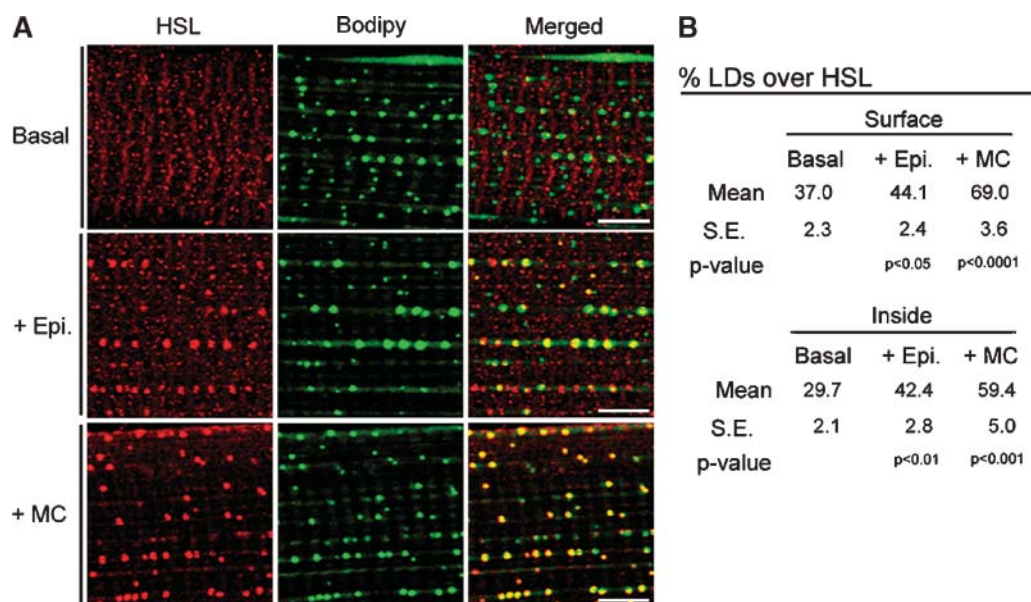 A
HSL Bodipy Merged
Basal
+ Epi.
+ MC
B
% LDs over HSL
Surface
Basal + Epi. + MC
Mean 37.0 44.1 69.0
S.E. 2.3 2.4 3.6
p-value p<0.05 p<0.0001
Inside
Basal + Epi. + MC
Mean 29.7 42.4 59.4
S.E. 2.1 2.8 5.0
p-value p<0.01 p<0.001